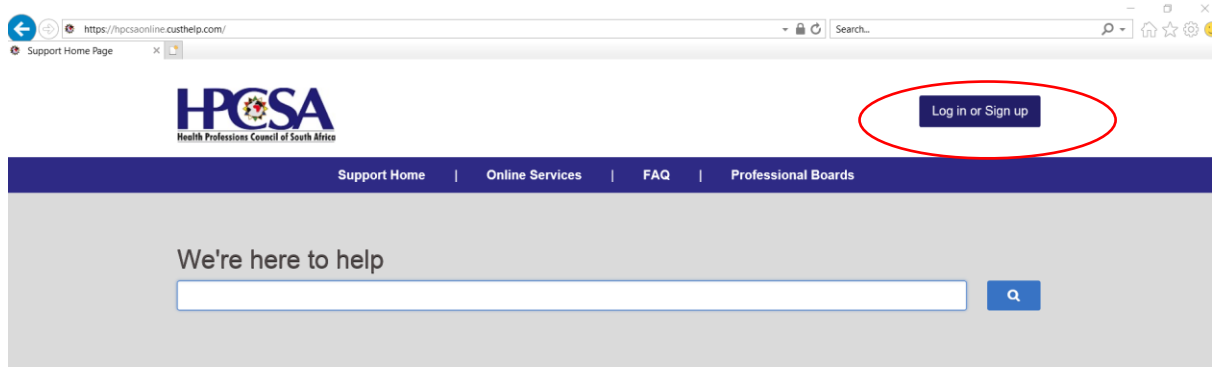 https://hpcsaonline.custhelp.com/
Search...
Support Home Page
HPCSA
Health Professions Council of South Africa
Log in or Sign up
Support Home | Online Services | FAQ | Professional Boards
We're here to help